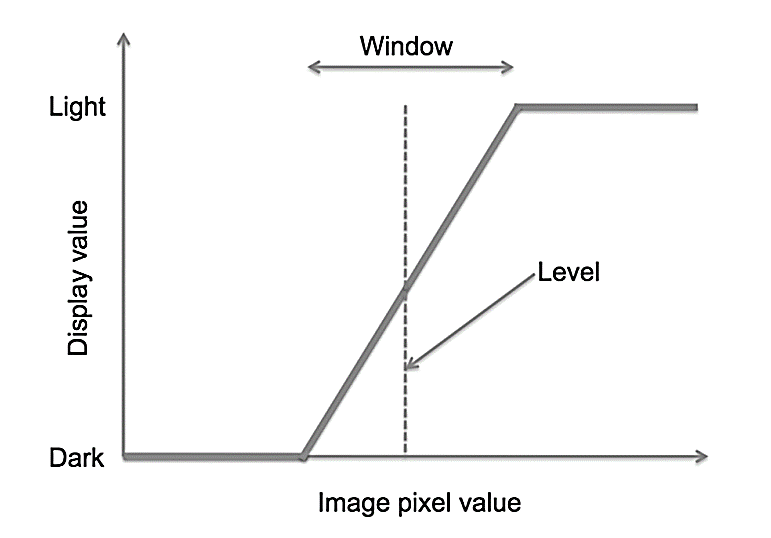 Window
Light
Display value
Level
Dark
Image pixel value